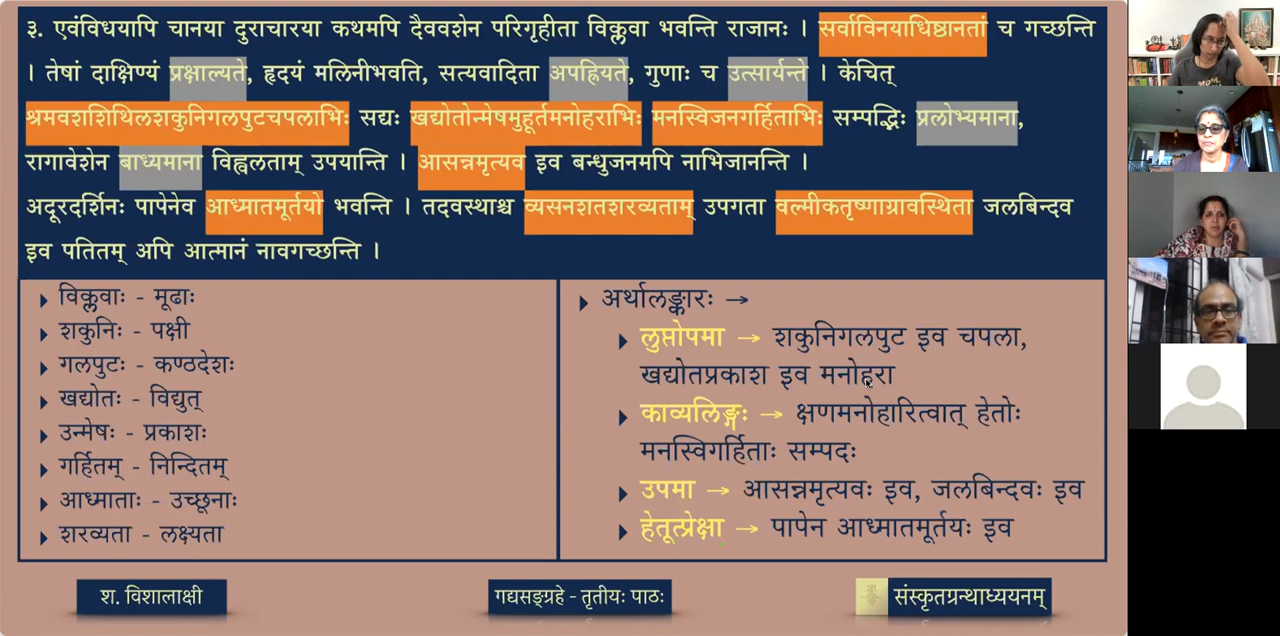 ३. एवंविधयापि चानया दुराचारया कथमपि दैववशेन परिगृहीता विक्लवा भवन्ति राजानः । सर्वाविनयाधिष्ठानतां च गच्छन्ति
। तेषां दाक्षिण्यं प्रक्षाल्यते, हृदयं मलिनीभवति, सत्यवादिता अपह्रियते, गुणाः च उत्सार्यन्ते । केचित्
श्रमवशशिथिलशकुनिगलपुटचपलाभिः सद्यः खद्योतोन्मेषमुहूर्तमनोहराभिः मनस्विजनगर्हिताभिः सम्पद्भिः प्रलोभ्यमाना,
रागावेशेन बाध्यमाना विह्वलताम् उपयान्ति । आसन्नमृत्यव इव बन्धुजनमपि नाभिजानन्ति ।
अदूरदर्शिनः पापेनेव आध्मातमूर्तयो भवन्ति । तदवस्थाश्च व्यसनशतशरव्यताम् उपगता वल्मीकतृष्णाग्रावस्थिता जलबिन्दव
इव पतितम् अपि आत्मानं नावगच्छन्ति ।
विक्लवाः - मूढाः
शकुनिः - पक्षी
गलपुटः - कण्ठदेशः
खद्योतः - विद्युत्
उन्मेषः - प्रकाशः
गर्हितम् - निन्दितम्
आध्माताः - उच्छूनाः
शरव्यता - लक्ष्यता
अर्थालङ्कारः →
लुप्तोपमा → शकुनिगलपुट इव चपला,
खद्योतप्रकाश इव मनोहरा
काव्यलिङ्गः → क्षणमनोहारित्वात् हेतोः
मनस्विगर्हिताः सम्पदः
उपमा → आसन्नमृत्यवः इव, जलबिन्दवः इव
हेतूत्प्रेक्षा → पापेन आध्मातमूर्तयः इव
श. विशालाक्षी
गद्यसङ्ग्रहे - तृतीयः पाठः
संस्कृतग्रन्थाध्ययनम्